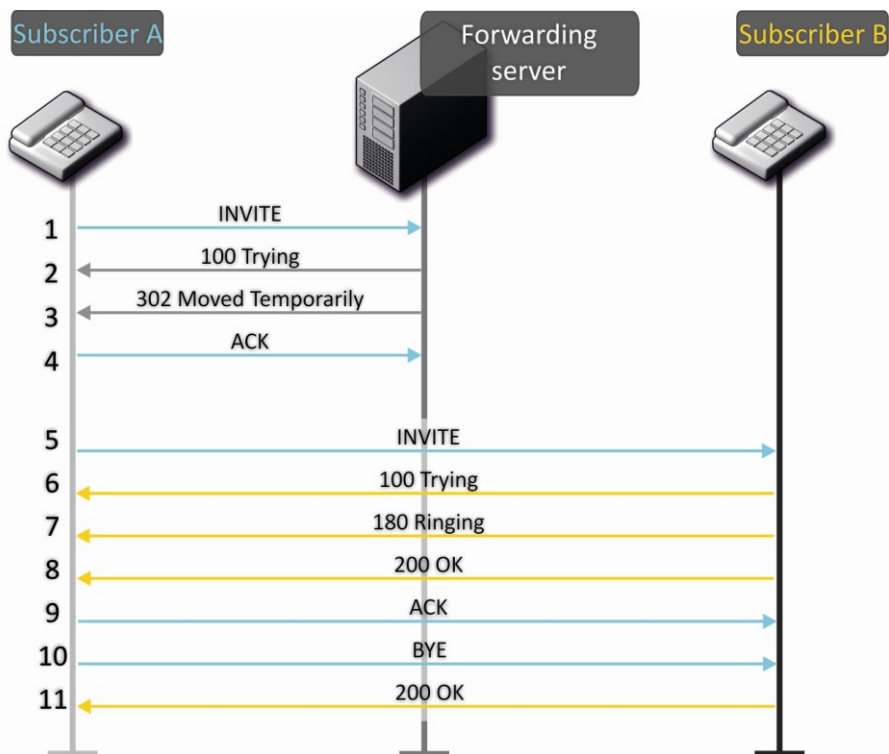 Subscriber A
Forwarding
server
Subscriber B
1
INVITE
2
100 Trying
3
302 Moved Temporarily
4
ACK
5
INVITE
6
100 Trying
7
180 Ringing
8
200 OK
9
ACK
10
BYE
11
200 OK